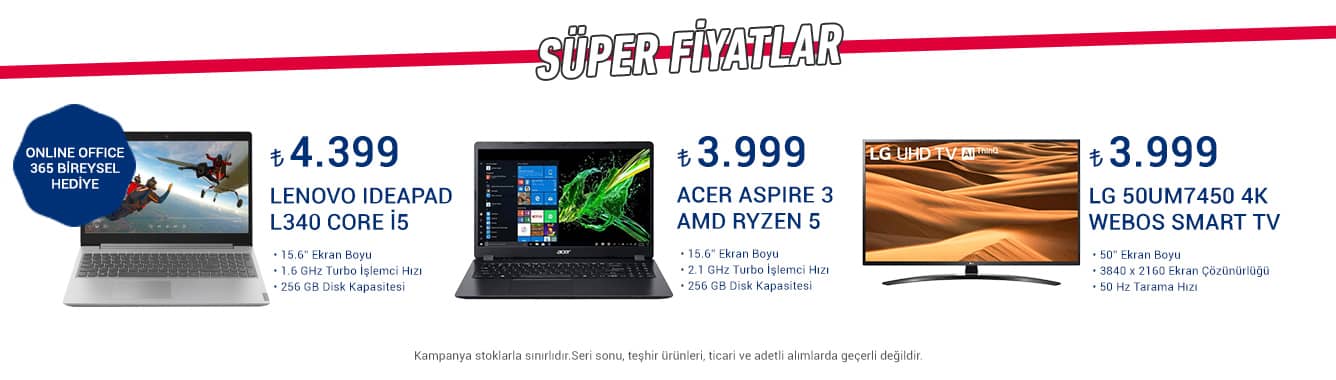 SÜPER FİYATLAR
ONLINE OFFICE
365 BİREYSEL
HEDİYE
₺ 4.399
LENOVO IDEAPAD
L340 CORE İ5
• 15.6" Ekran Boyu
• 1.6 GHz Turbo İşlemci Hızı
• 256 GB Disk Kapasitesi
acer
₺ 3.999
ACER ASPIRE 3
AMD RYZEN 5
• 15.6" Ekran Boyu
• 2.1 GHz Turbo İşlemci Hızı
• 256 GB Disk Kapasitesi
LG UHD TV AI ThinQ
₺ 3.999
LG 50UM7450 4K
WEBOS SMART TV
• 50" Ekran Boyu
• 3840 x 2160 Ekran Çözünürlüğü
• 50 Hz Tarama Hızı
Kampanya stoklarla sınırlıdır.Seri sonu, teşhir ürünleri, ticari ve adetli alımlarda geçerli değildir.